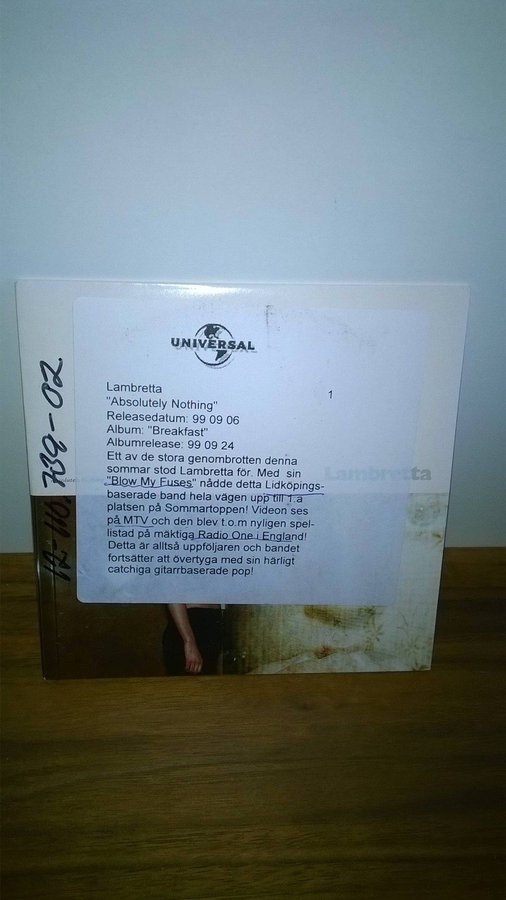 UNIVERSAL
Lambretta
1
"Absolutely Nothing"
Releasedatum: 99 09 06
Album: "Breakfast"
Albumrelease: 99 09 24
Ett av de stora genombrotten denna
sommar stod Lambretta för. Med sin
"Blow My Fuses" nådde detta Lidköpings-
baserade band hela vägen upp till 1.a
platsen på Sommartoppen! Videon ses
på MTV och den blev t.o.m nyligen spel-
listad på mäktiga Radio One i England!
Detta är alltså uppföljaren och bandet
fortsätter att övertyga med sin härligt
catchiga gitarrbaserade pop!
Lambretta
739-02